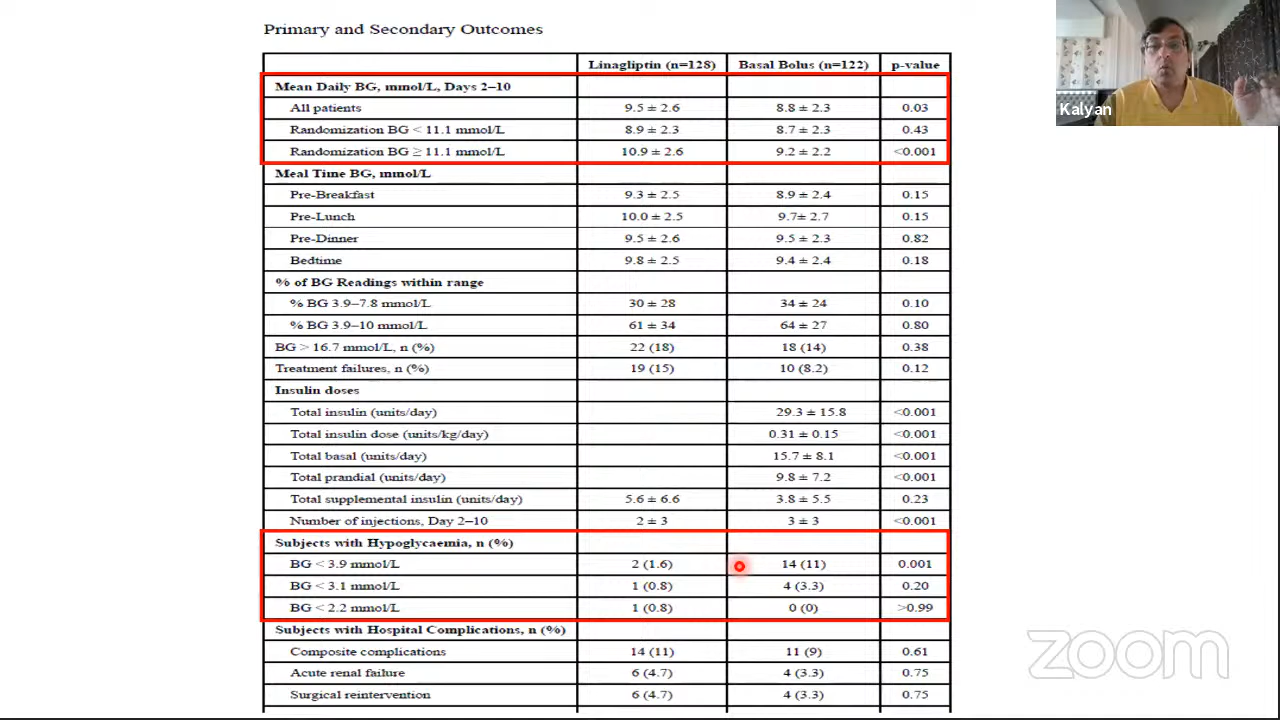 Primary and Secondary Outcomes
Linagliptin (n=128) Basal Bolus (n=122) p-value
Mean Daily BG, mmol/L, Days 2–10
All patients 9.5 ± 2.6 8.8 ± 2.3 0.03
Randomization BG < 11.1 mmol/L 8.9 ± 2.3 8.7 ± 2.3 0.43
Randomization BG ≥ 11.1 mmol/L 10.9 ± 2.6 9.2 ± 2.2 <0.001
Meal Time BG, mmol/L
Pre-Breakfast 9.3 ± 2.5 8.9 ± 2.4 0.15
Pre-Lunch 10.0 ± 2.5 9.7± 2.7 0.15
Pre-Dinner 9.5 ± 2.6 9.5 ± 2.3 0.82
Bedtime 9.8 ± 2.5 9.4 ± 2.4 0.18
% of BG Readings within range
% BG 3.9–7.8 mmol/L 30 ± 28 34 ± 24 0.10
% BG 3.9–10 mmol/L 61 ± 34 64 ± 27 0.80
BG > 16.7 mmol/L, n (%) 22 (18) 18 (14) 0.38
Treatment failures, n (%) 19 (15) 10 (8.2) 0.12
Insulin doses
Total insulin (units/day) 29.3 ± 15.8 <0.001
Total insulin dose (units/kg/day) 0.31 ± 0.15 <0.001
Total basal (units/day) 15.7 ± 8.1 <0.001
Total prandial (units/day) 9.8 ± 7.2 <0.001
Total supplemental insulin (units/day) 5.6 ± 6.6 3.8 ± 5.5 0.23
Number of injections, Day 2–10 2 ± 3 3 ± 3 <0.001
Subjects with Hypoglycaemia, n (%)
BG < 3.9 mmol/L 2 (1.6) 14 (11) 0.001
BG < 3.1 mmol/L 1 (0.8) 4 (3.3) 0.20
BG < 2.2 mmol/L 1 (0.8) 0 (0) >0.99
Subjects with Hospital Complications, n (%)
Composite complications 14 (11) 11 (9) 0.61
Acute renal failure 6 (4.7) 4 (3.3) 0.75
Surgical reintervention 6 (4.7) 4 (3.3) 0.75
Kalyan
zoom